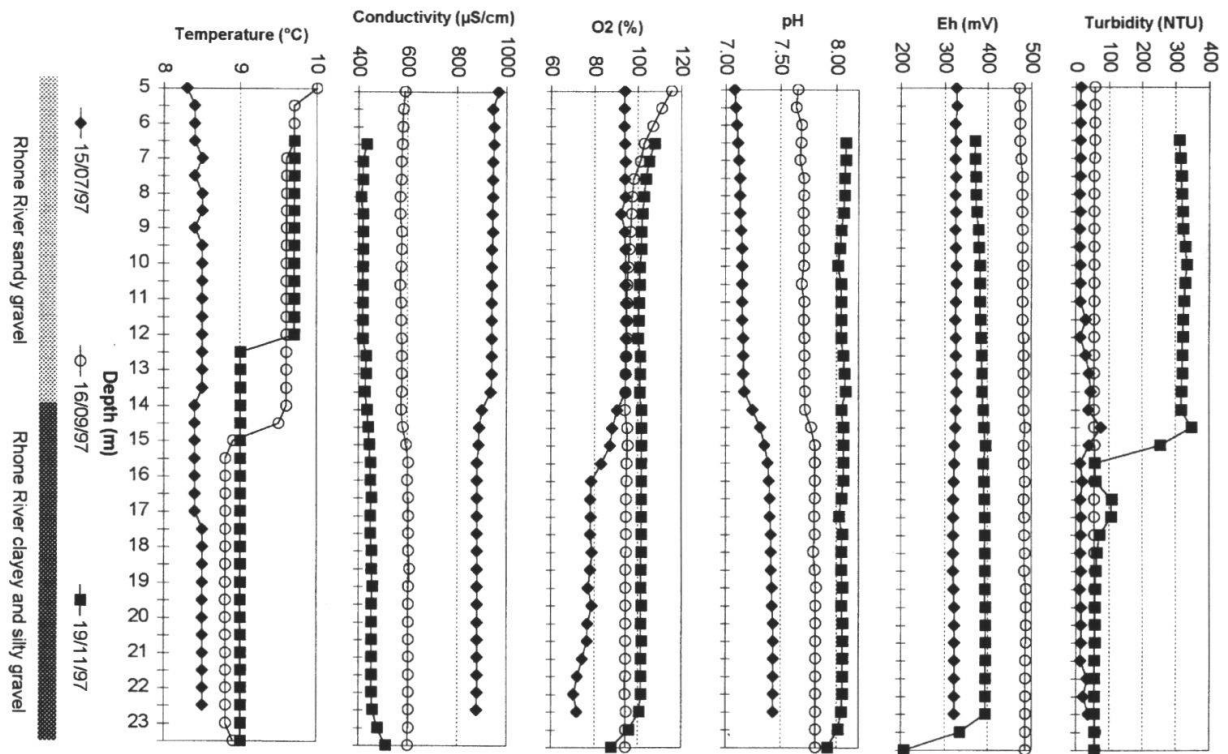 Temperature (°C)
8 9 10
Conductivity (µS/cm)
400 600 800 1000
O2 (%)
60 80 100 120
pH
7.00 7.50 8.00
Eh (mV)
200 300 400 500
Turbidity (NTU)
0 100 200 300 400
5
6
7
8
9
10
11
12
13
14
15
16
17
18
19
20
21
22
23
Depth (m)
15/07/97
16/09/97
19/11/97
Rhone River sandy gravel
Rhone River clayey and silty gravel